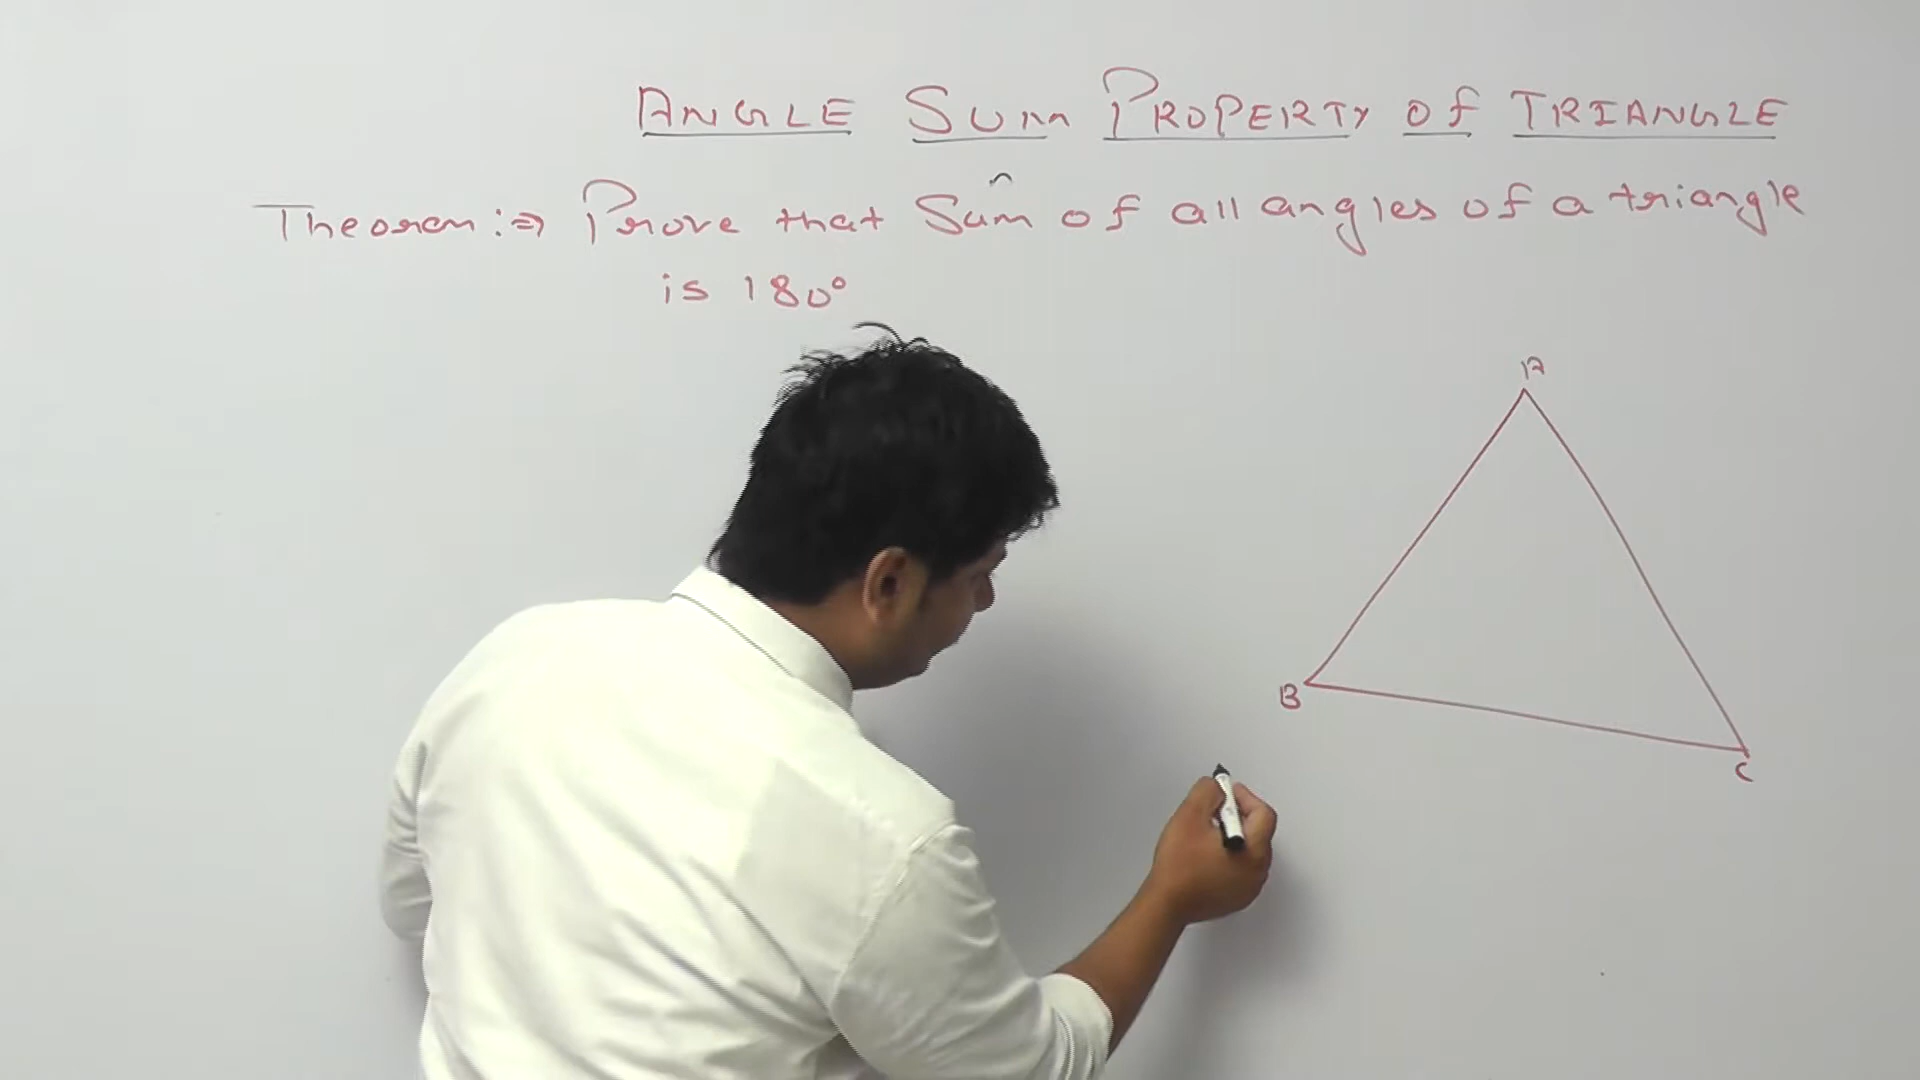 ANGLE SUM PROPERTY OF TRIANGLE
Theorem :⇒ Prove that Sum of all angles of a triangle
is 180°
A
B
C